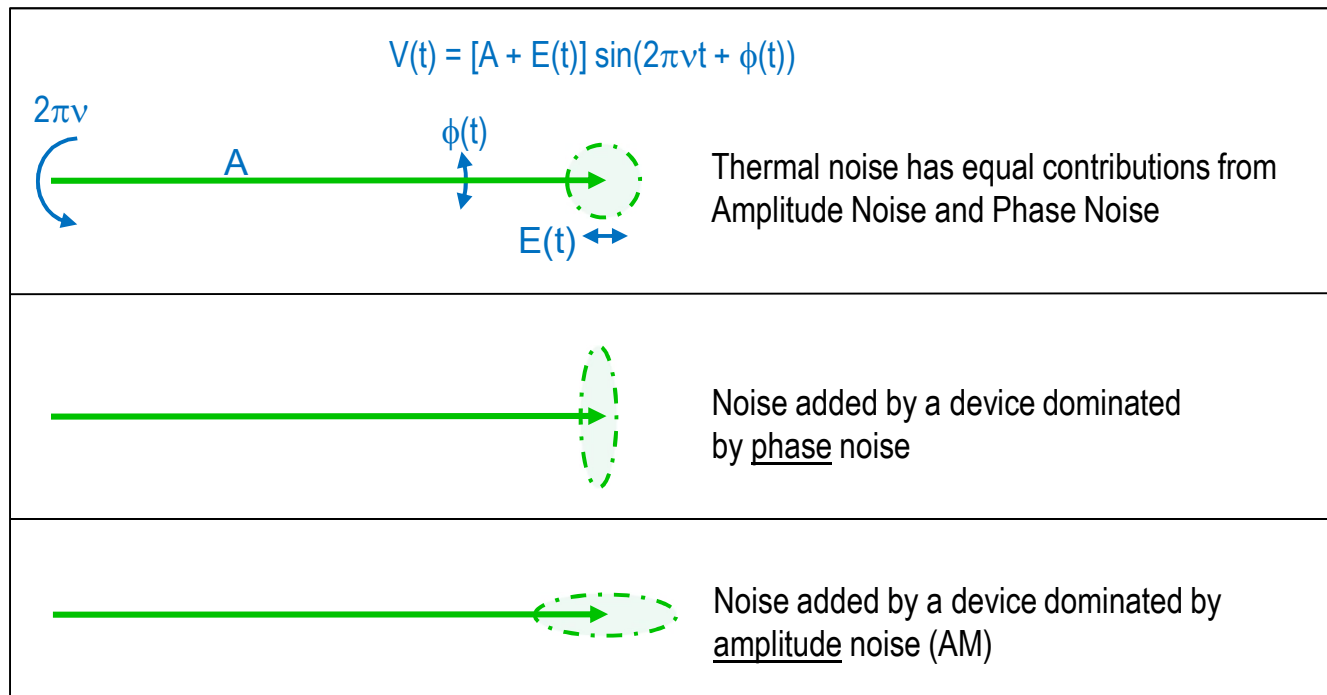 V(t) = [A + E(t)] sin(2πνt + ϕ(t))
2πν
A
ϕ(t)
E(t)
Thermal noise has equal contributions from
Amplitude Noise and Phase Noise
Noise added by a device dominated
by phase noise
Noise added by a device dominated by
amplitude noise (AM)